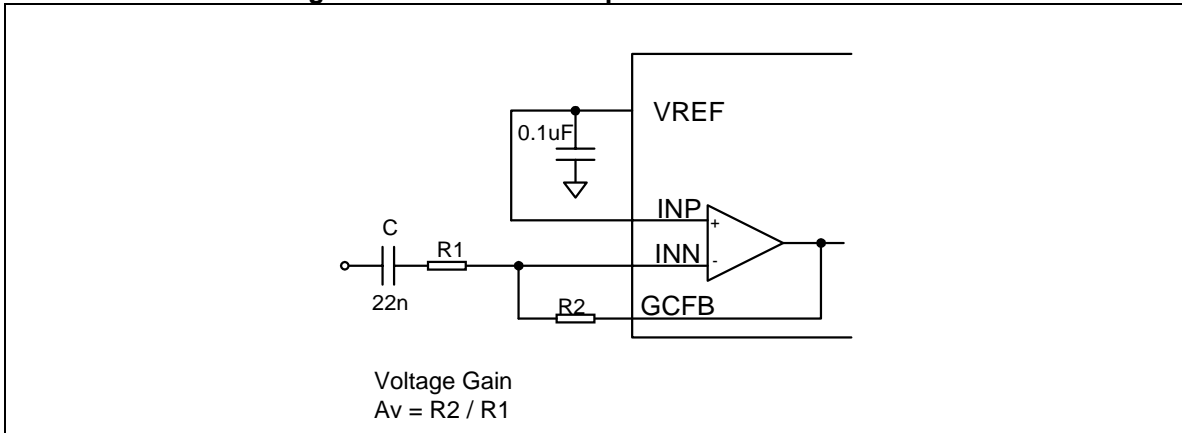 VREF
0.1uF
INP
+
C
R1
INN
-
22n
R2
GCFB
Voltage Gain
Av = R2 / R1